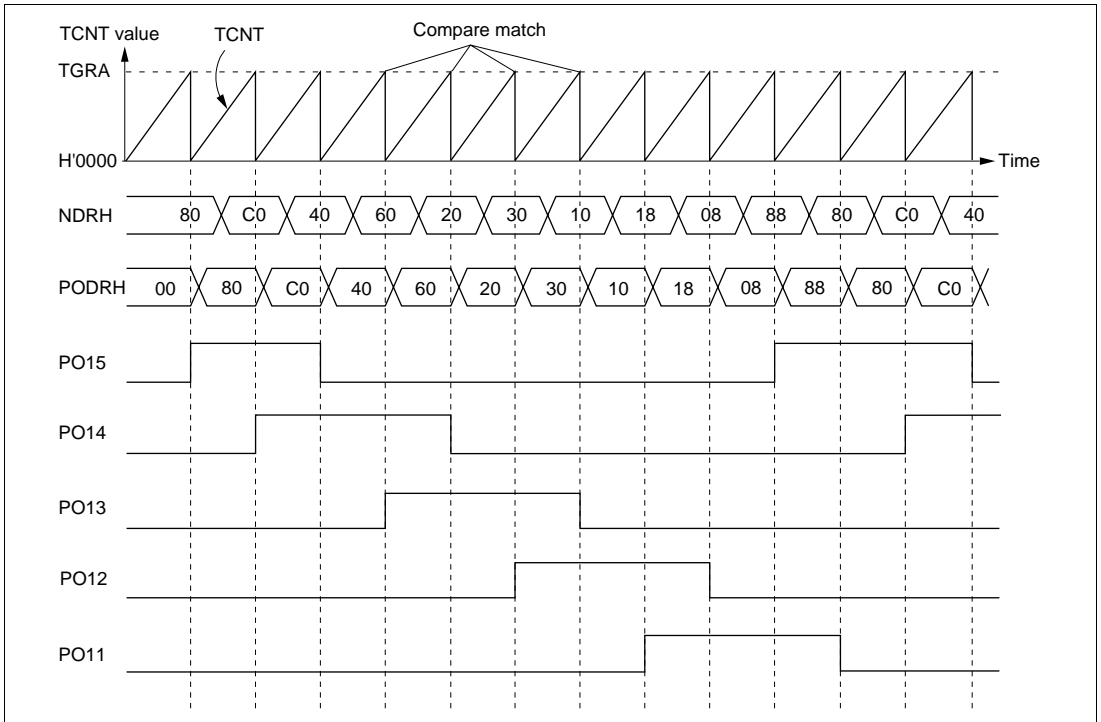 TCNT value
TCNT
Compare match
TGRA
H'0000
Time
NDRH 80 C0 40 60 20 30 10 18 08 88 80 C0 40
PODRH 00 80 C0 40 60 20 30 10 18 08 88 80 C0
PO15
PO14
PO13
PO12
PO11